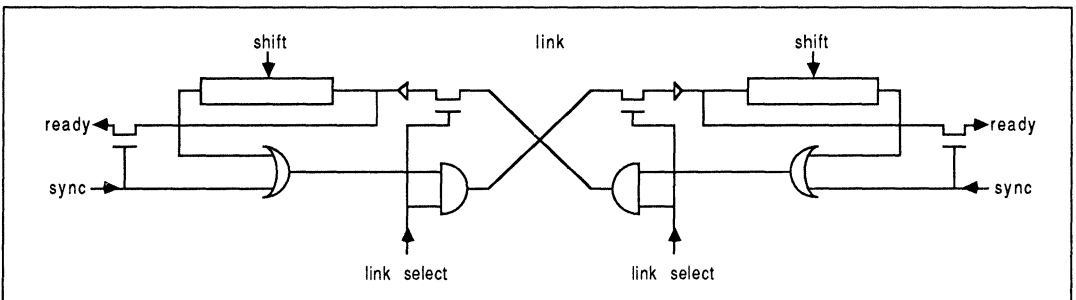 shift link shift
ready ready
sync sync
link select link select